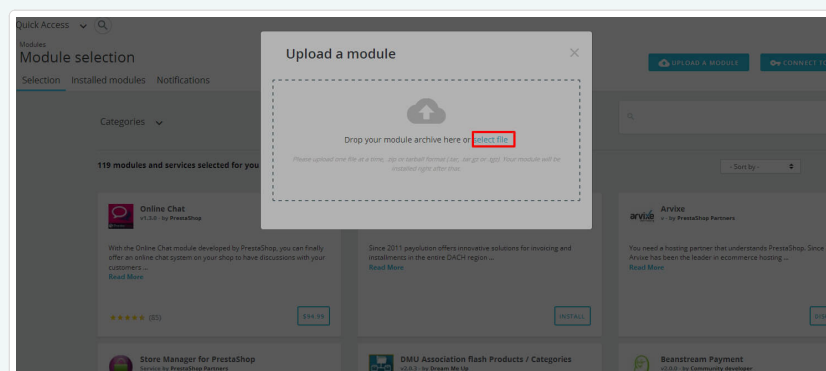 Quick Access
Modules
Module selection
UPLOAD A MODULE
CONNECT TO
Selection Installed modules Notifications
Upload a module
×
Drop your module archive here or select file
Please upload one file at a time, .zip or tarball format (.tar, .tar.gz or .tgz). Your module will be
installed right after that.
Categories
119 modules and services selected for you
- Sort by -
Online Chat
v1.3.0 - by PrestaShop
With the Online Chat module developed by PrestaShop, you can finally
offer an online chat system on your shop to have discussions with your
customers ...
Read More
(85)
$94.99
Since 2011 payolution offers innovative solutions for invoicing and
installments in the entire DACH region ...
Read More
INSTALL
arvixe
Arvixe
v - by PrestaShop Partners
You need a hosting partner that understands PrestaShop. Since
Arvixe has been the leader in ecommerce hosting ...
Read More
Store Manager for PrestaShop
Service by PrestaShop Partners
DMU Association flash Products / Categories
by Dream Me Up
Beanstream Payment
by Community developer